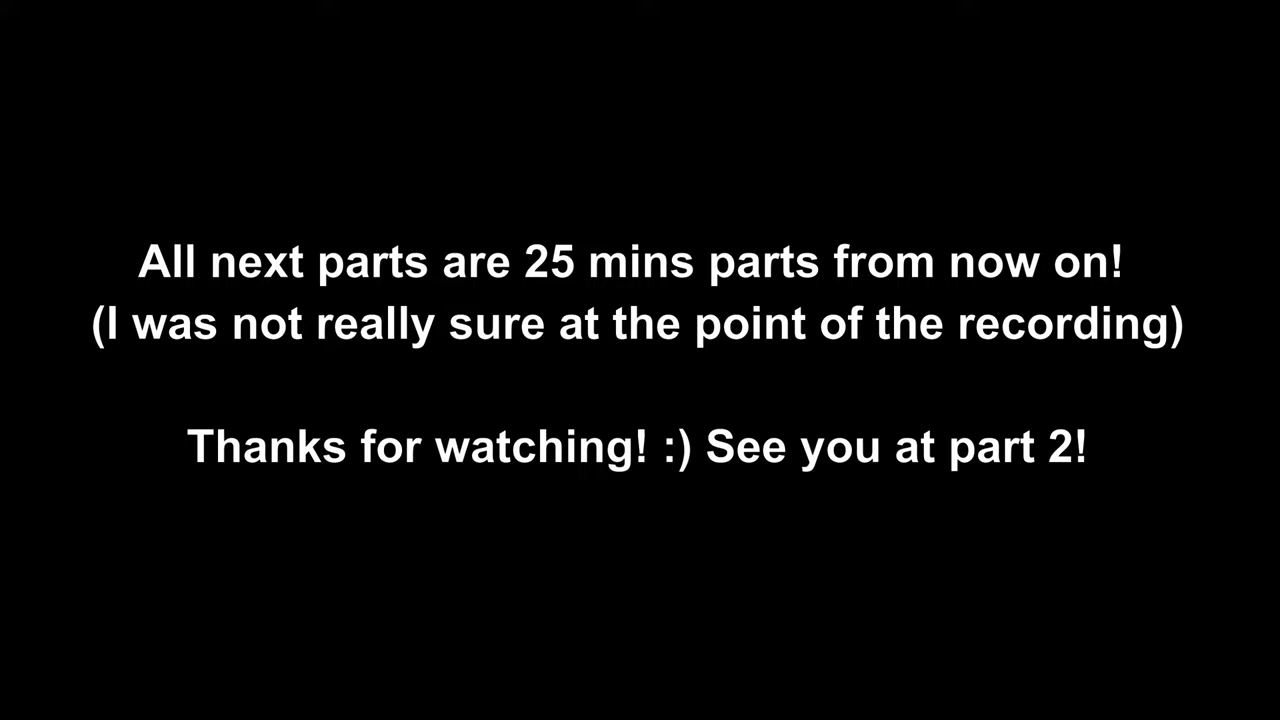 All next parts are 25 mins parts from now on!
(I was not really sure at the point of the recording)
Thanks for watching! :) See you at part 2!